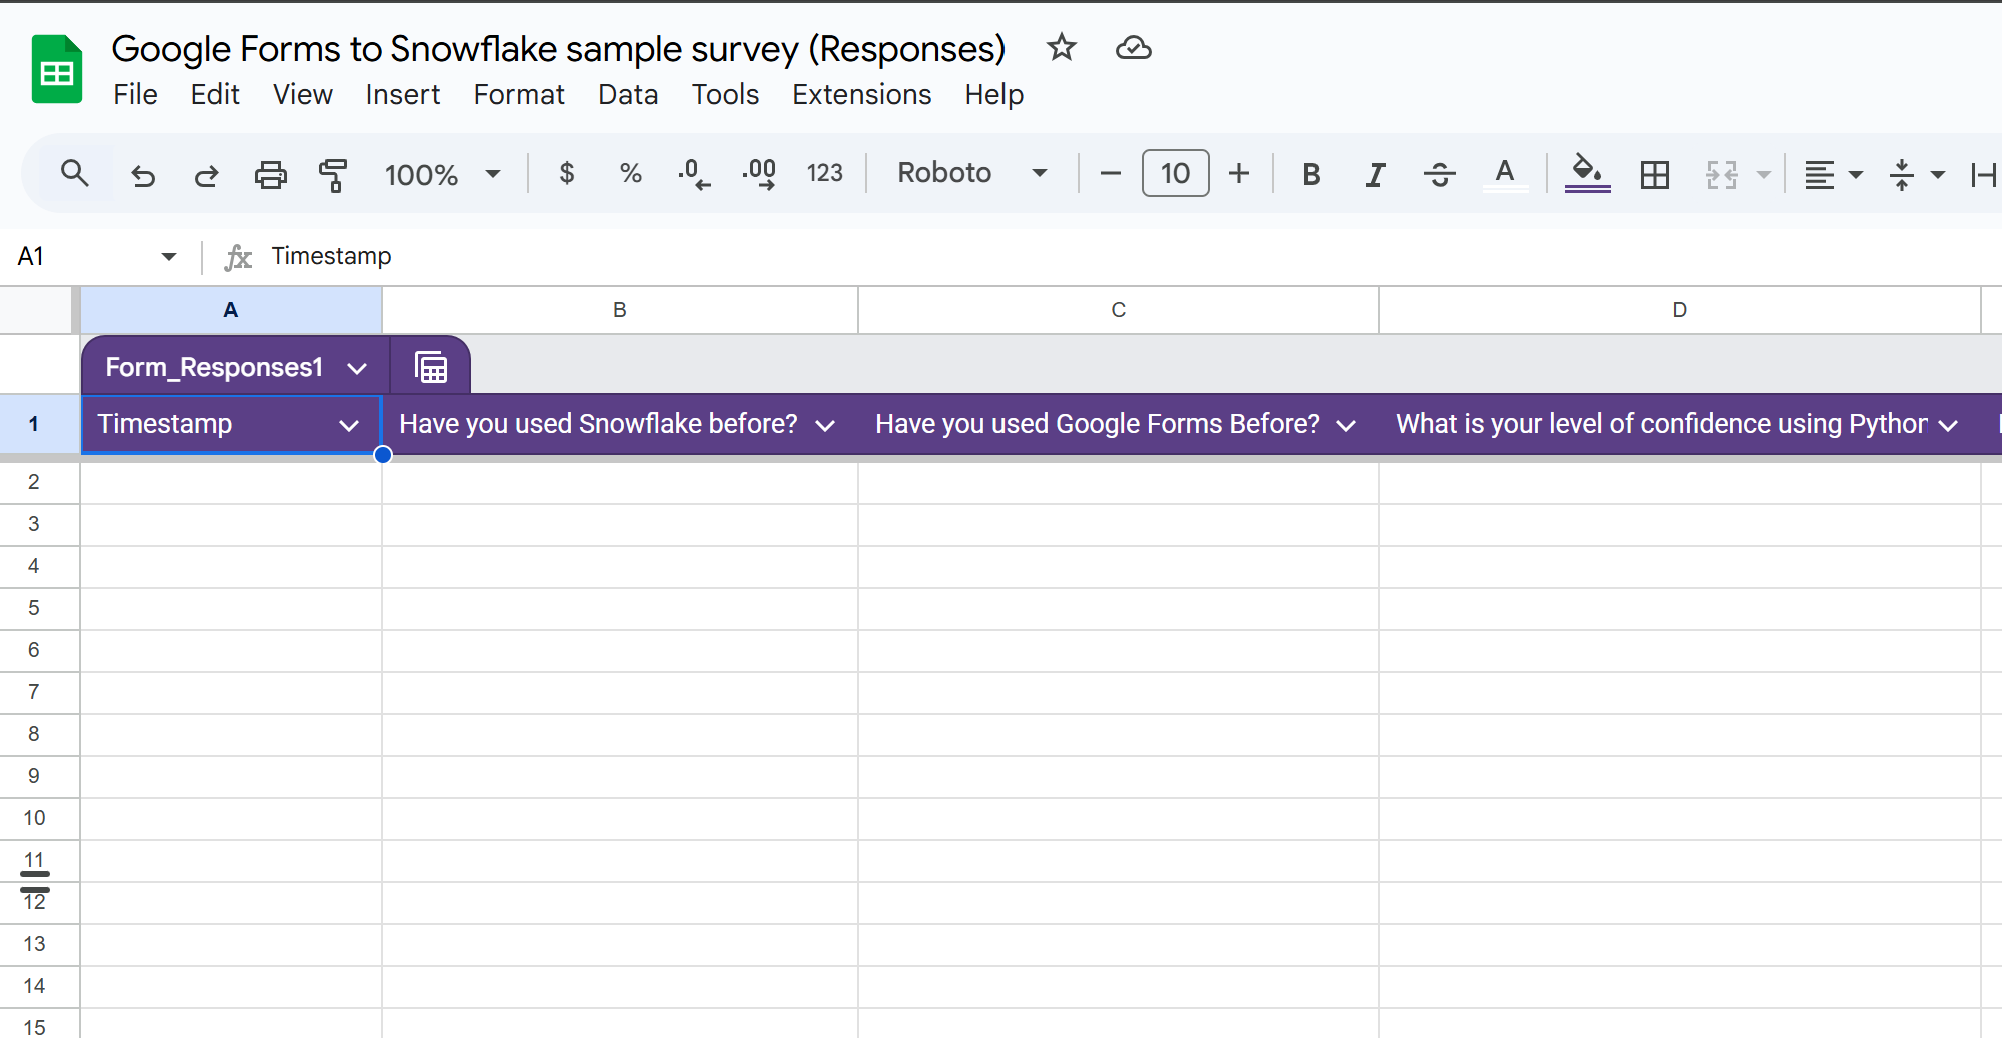 Google Forms to Snowflake sample survey (Responses)
File Edit View Insert Format Data Tools Extensions Help
100% $ % .0 .00 123 Roboto 10 B I S A
A1 fx Timestamp
A B C D
Form_Responses1
1 Timestamp Have you used Snowflake before? Have you used Google Forms Before? What is your level of confidence using Python
2
3
4
5
6
7
8
9
10
11
12
13
14
15